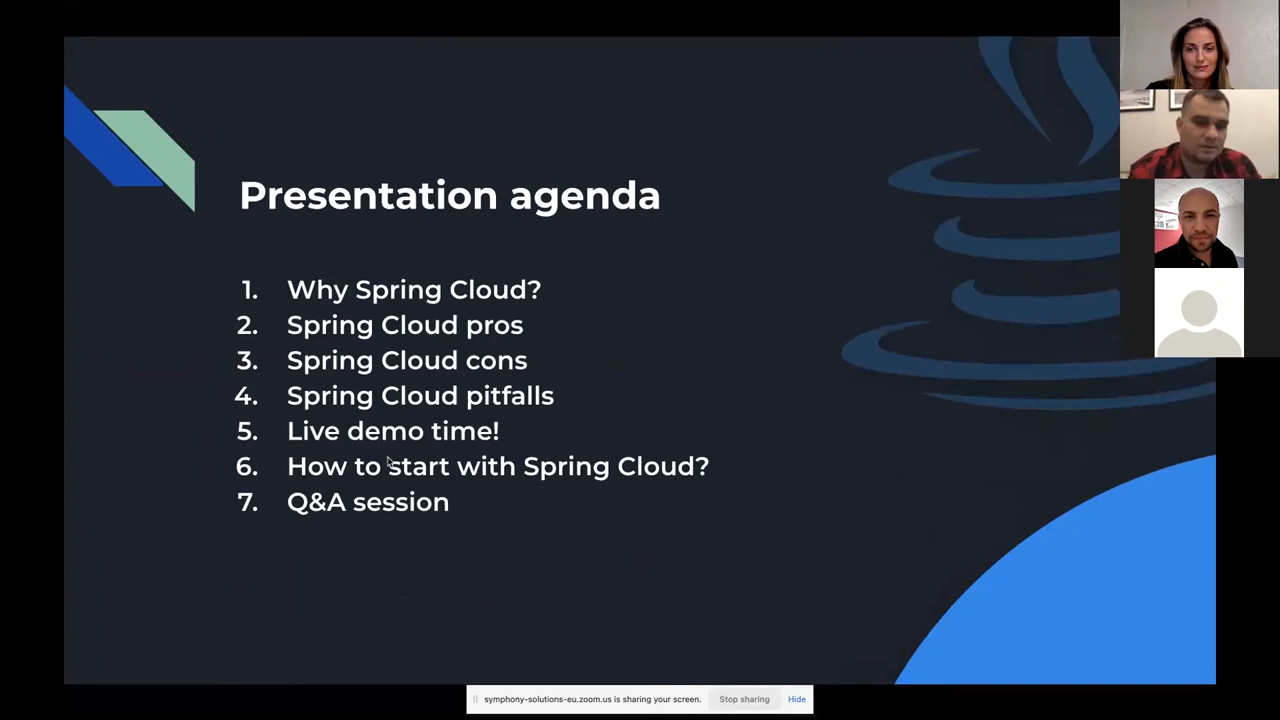 Presentation agenda
1. Why Spring Cloud?
2. Spring Cloud pros
3. Spring Cloud cons
4. Spring Cloud pitfalls
5. Live demo time!
6. How to start with Spring Cloud?
7. Q&A session
symphony-solutions-eu.zoom.us is sharing your screen. Stop sharing Hide